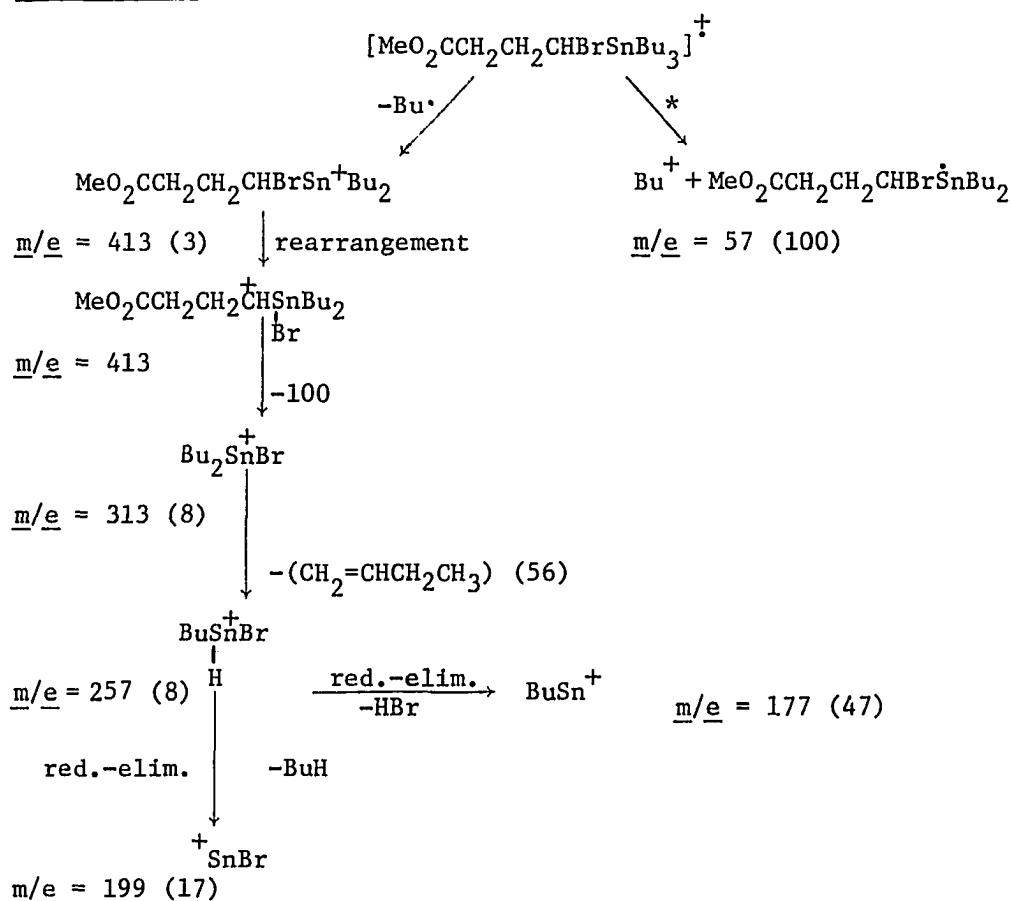 [MeO₂CCH₂CH₂CHBrSnBu₃]⁺•
-Bu•
*
MeO₂CCH₂CH₂CHBrSn⁺Bu₂
Bu⁺ + MeO₂CCH₂CH₂CHBrṠnBu₂
m/e = 413 (3)
rearrangement
m/e = 57 (100)
MeO₂CCH₂CH₂C⁺HSnBu₂
Br
m/e = 413
-100
Bu₂Sn⁺Br
m/e = 313 (8)
-(CH₂=CHCH₂CH₃) (56)
BuSn⁺Br
H
m/e = 257 (8)
red.-elim.
-HBr
BuSn⁺
m/e = 177 (47)
red.-elim.
-BuH
⁺SnBr
m/e = 199 (17)